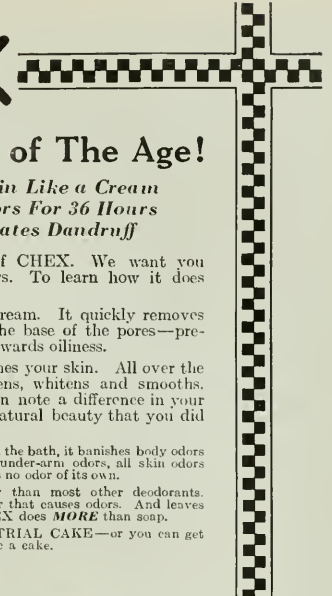 of The Age!
in Like a Cream
ors For 36 Hours
ates Dandruff
f CHEX. We want you
s. To learn how it does
ream. It quickly removes
he base of the pores—pre-
wards oiliness.
nes your skin. All over the
ens, whitens and smooths.
n note a difference in your
atural beauty that you did
the bath, it banishes body odors
under-arm odors, all skin odors
no odor of its own.
than most other deodorants.
r that causes odors. And leaves
EX does MORE than soap.
TRIAL CAKE—or you can get
c a cake.